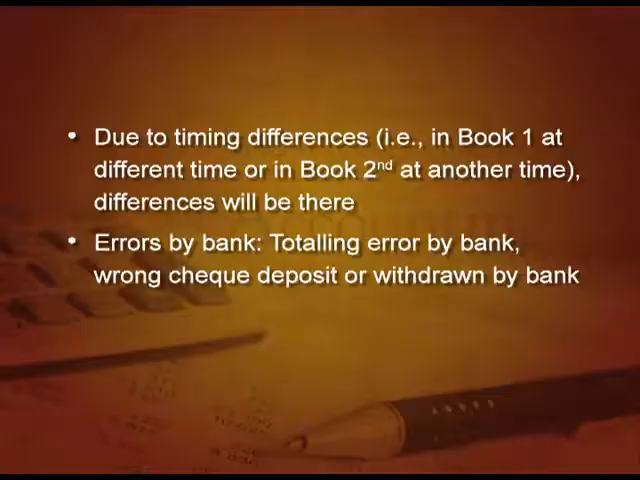 • Due to timing differences (i.e., in Book 1 at
different time or in Book 2nd at another time),
differences will be there
• Errors by bank: Totalling error by bank,
wrong cheque deposit or withdrawn by bank